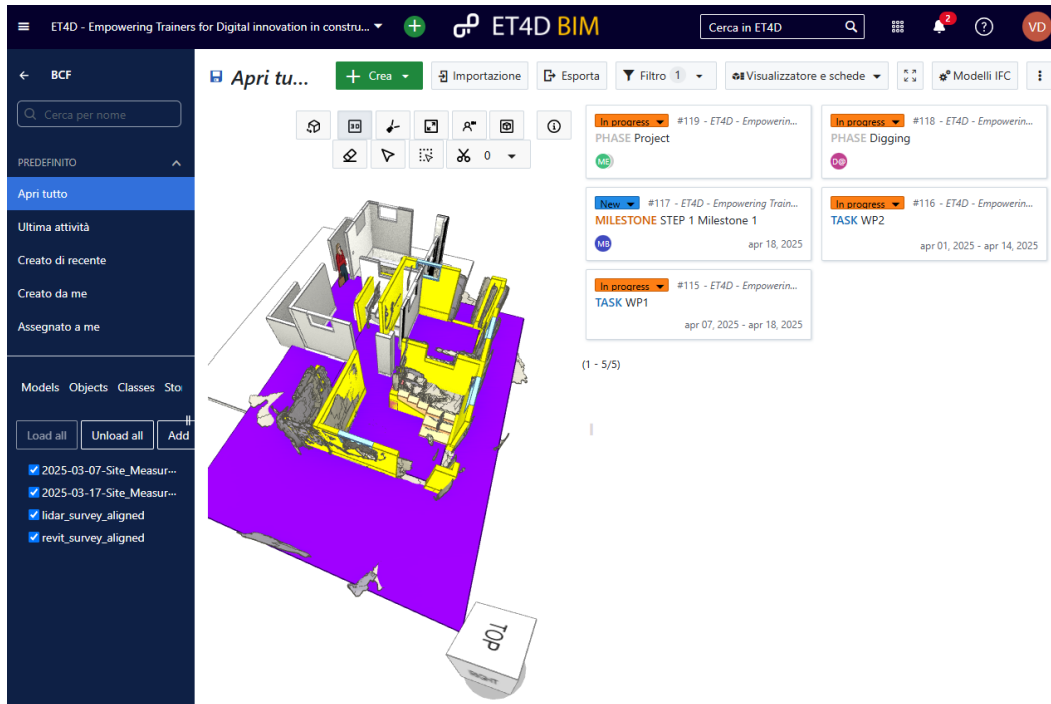 ET4D - Empowering Trainers for Digital innovation in constru...
ET4D BIM
Cerca in ET4D
2
VD
BCF
Cerca per nome
PREDEFINITO
Apri tutto
Ultima attività
Creato di recente
Creato da me
Assegnato a me
Models Objects Classes Sto
Load all Unload all Add
2025-03-07-Site_Measur...
2025-03-17-Site_Measur...
lidar_survey_aligned
revit_survey_aligned
Apri tu...
+ Crea
Importazione
Esporta
Filtro 1
Visualizzatore e schede
Modelli IFC
3D
0
TOP
RIGHT
In progress #119 - ET4D - Empowerin...
PHASE Project
ME
In progress #118 - ET4D - Empowerin...
PHASE Digging
D@
New #117 - ET4D - Empowering Train...
MILESTONE STEP 1 Milestone 1
MB
apr 18, 2025
In progress #116 - ET4D - Empowerin...
TASK WP2
apr 01, 2025 - apr 14, 2025
In progress #115 - ET4D - Empowerin...
TASK WP1
apr 07, 2025 - apr 18, 2025
(1 - 5/5)